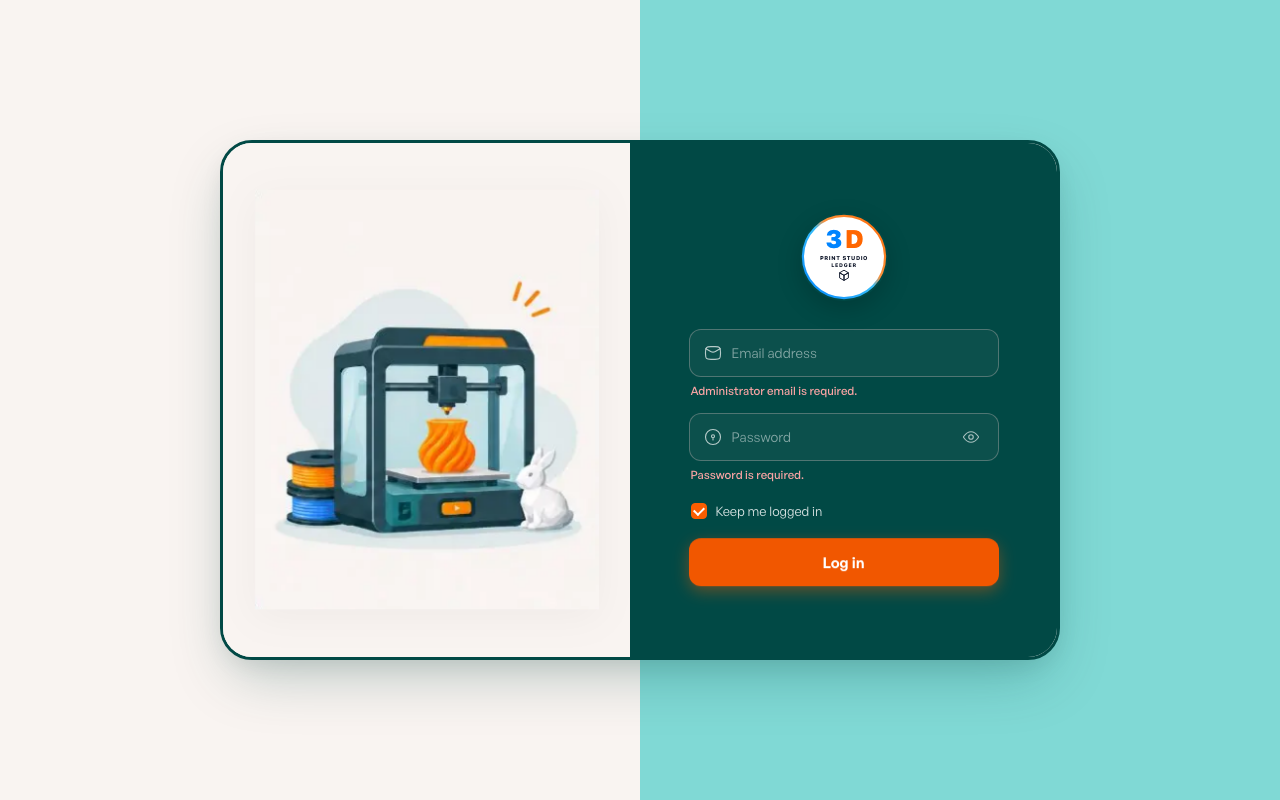 3D
PRINT STUDIO
LEDGER
Email address
Administrator email is required.
Password
Password is required.
Keep me logged in
Log in